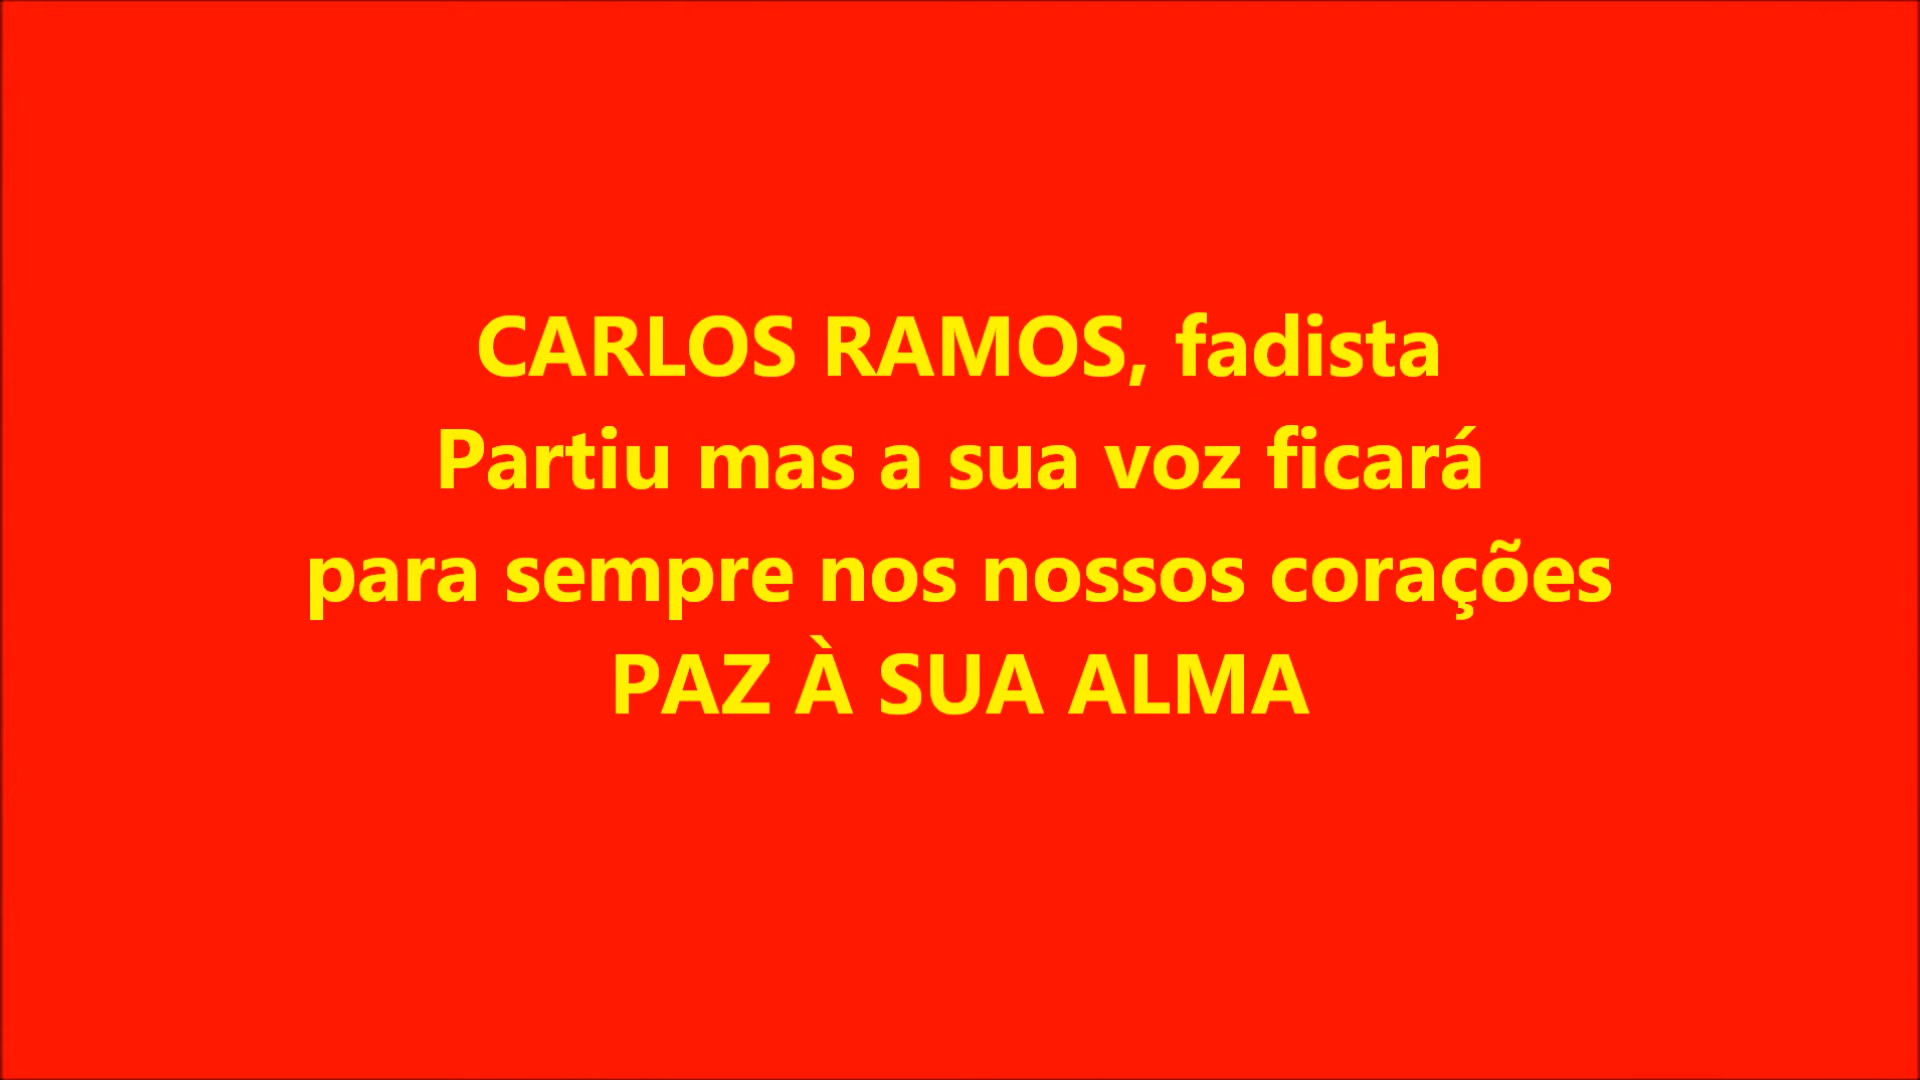 CARLOS RAMOS, fadista
Partiu mas a sua voz ficará
para sempre nos nossos corações
PAZ À SUA ALMA